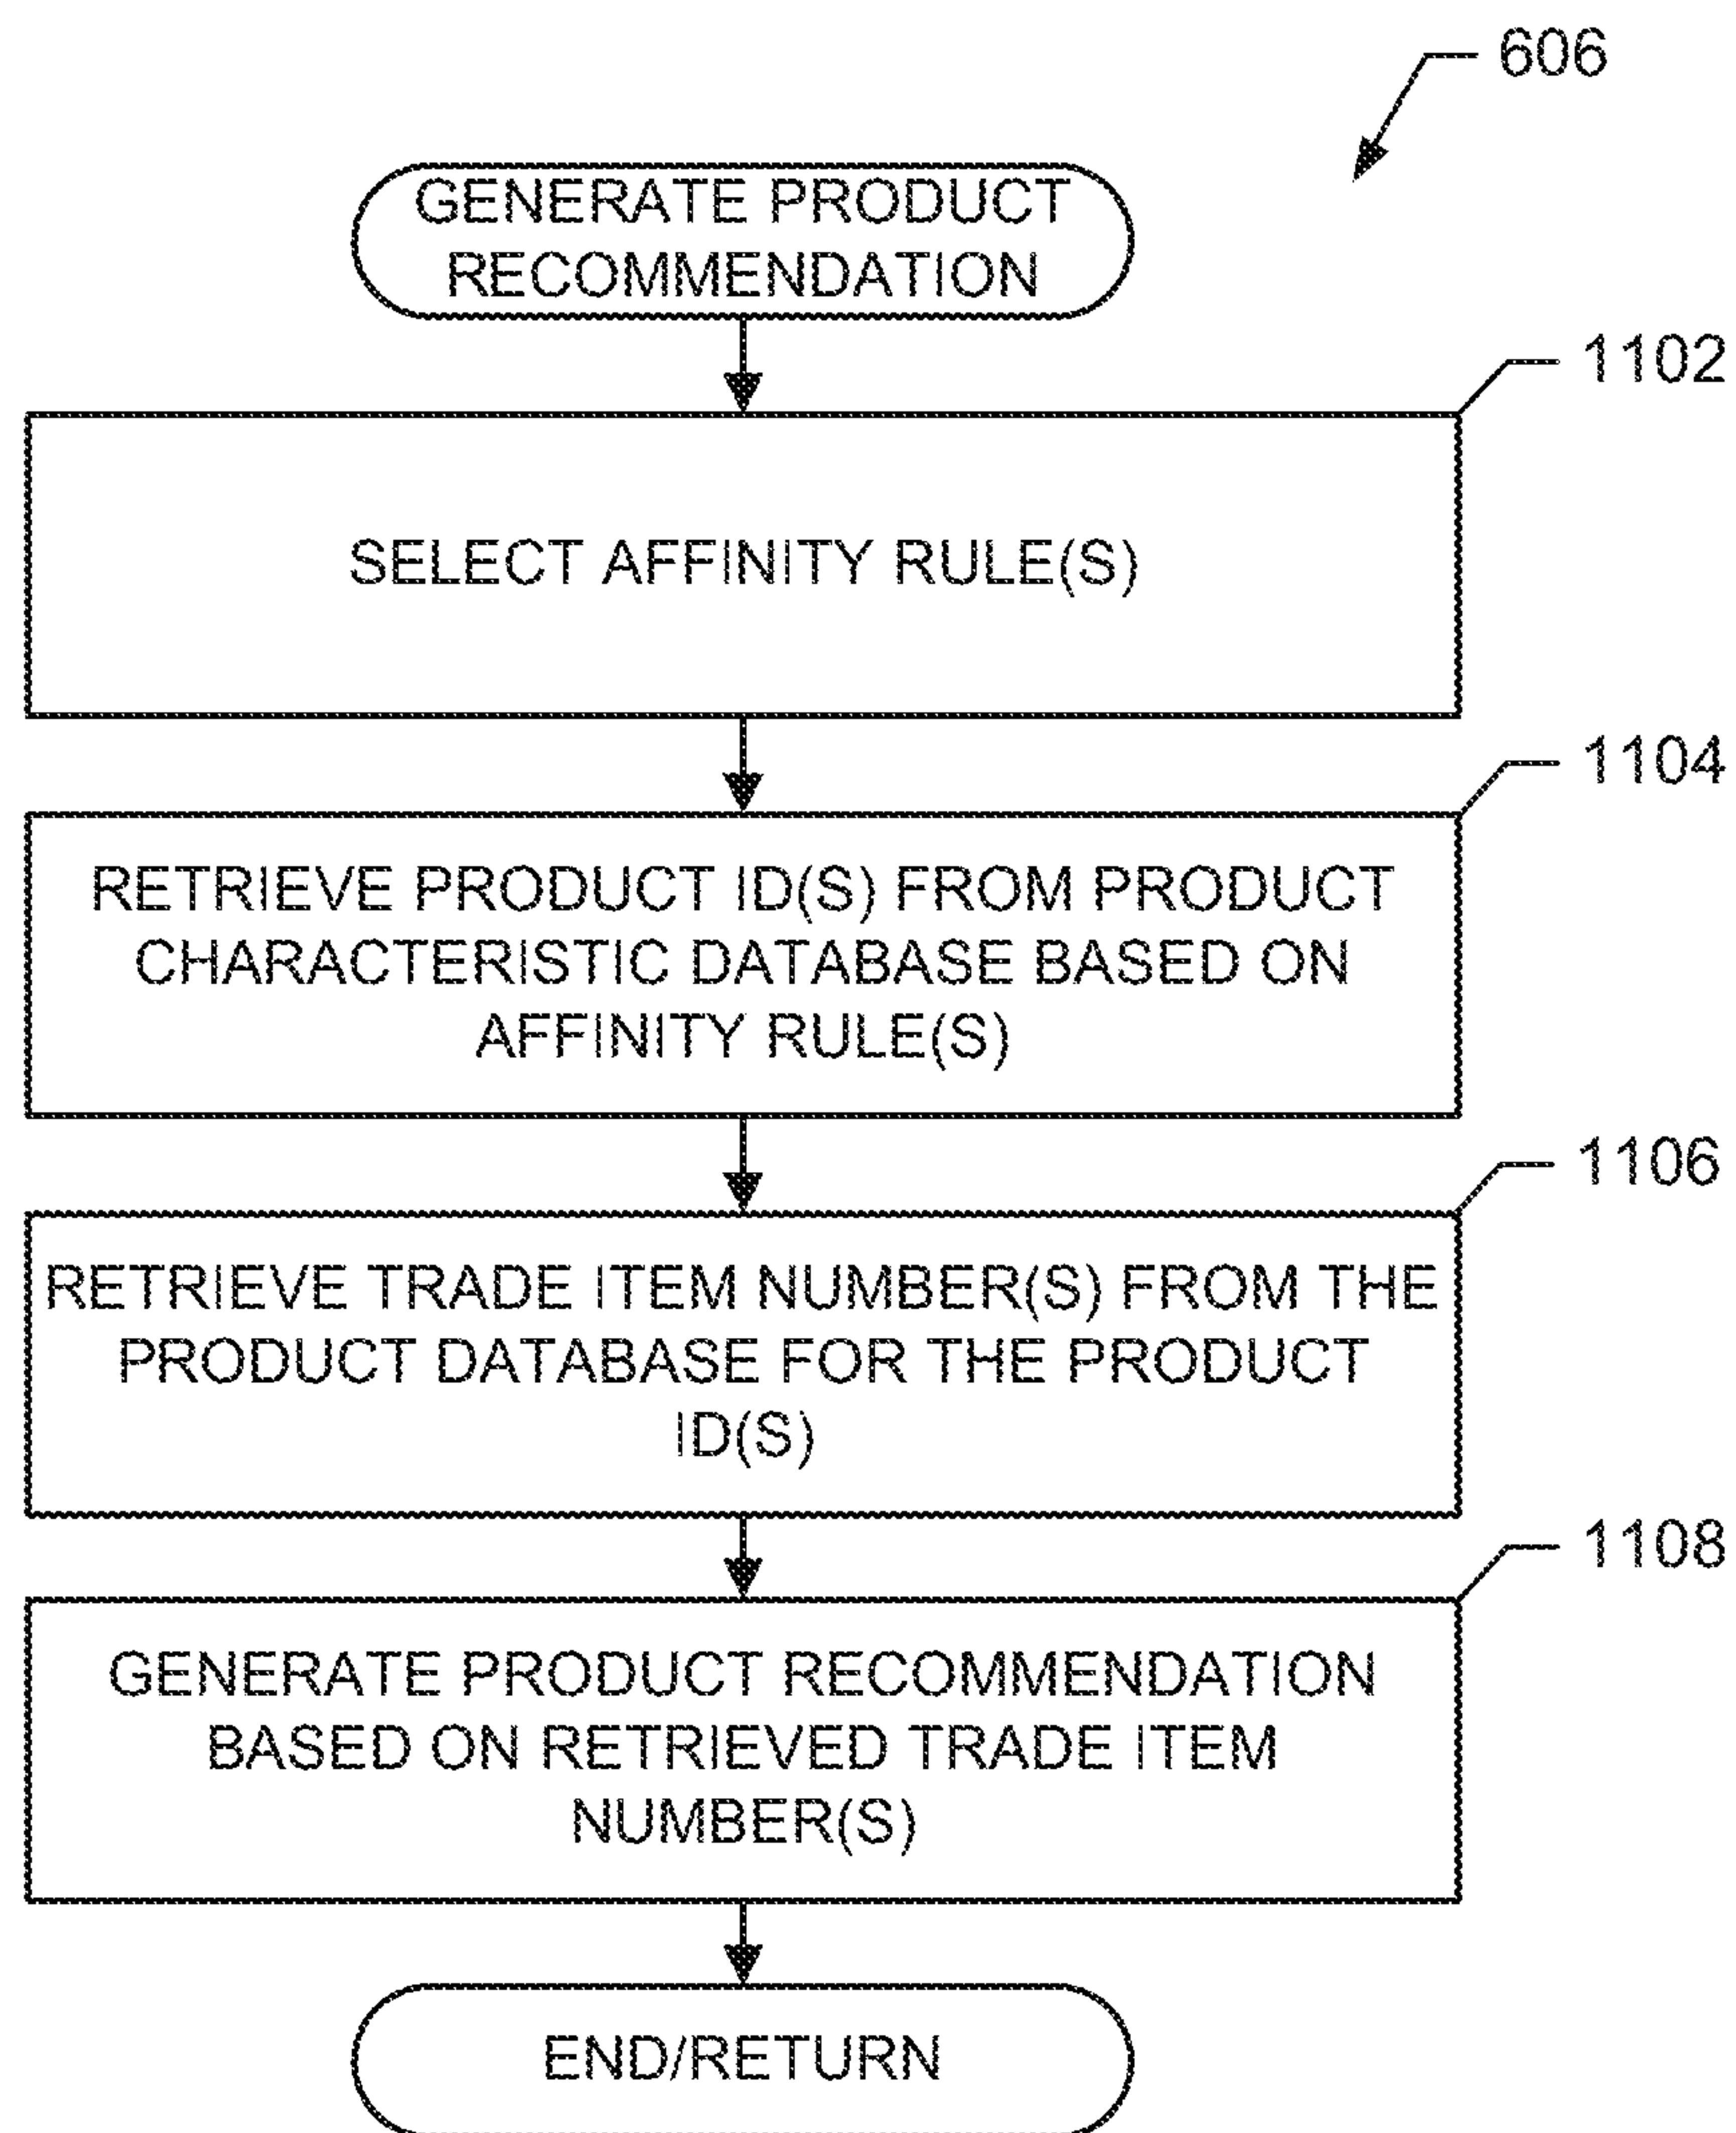 606
GENERATE PRODUCT
RECOMMENDATION
1102
SELECT AFFINITY RULE(S)
1104
RETRIEVE PRODUCT ID(S) FROM PRODUCT
CHARACTERISTIC DATABASE BASED ON
AFFINITY RULE(S)
1106
RETRIEVE TRADE ITEM NUMBER(S) FROM THE
PRODUCT DATABASE FOR THE PRODUCT
ID(S)
1108
GENERATE PRODUCT RECOMMENDATION
BASED ON RETRIEVED TRADE ITEM
NUMBER(S)
END/RETURN